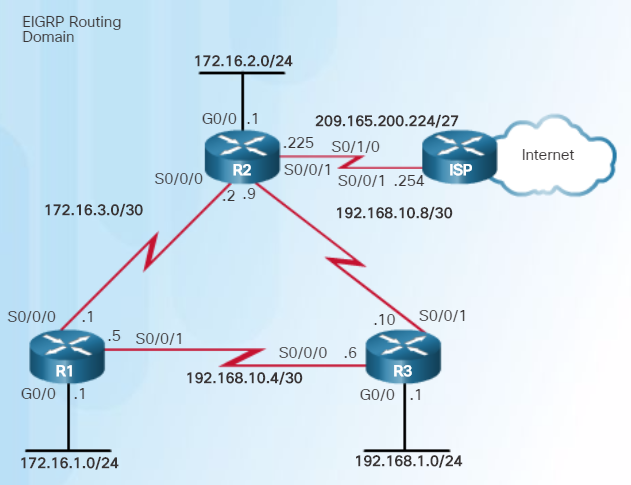 EIGRP Routing
Domain
172.16.2.0/24
G0/0 .1
209.165.200.224/27
.225 S0/1/0
R2
S0/0/1
ISP
Internet
S0/0/0
S0/0/1 .254
.2 .9
172.16.3.0/30
192.168.10.8/30
S0/0/0 .1
.10 S0/0/1
.5 S0/0/1
S0/0/0 .6
R1
192.168.10.4/30
R3
G0/0 .1
G0/0 .1
172.16.1.0/24
192.168.1.0/24